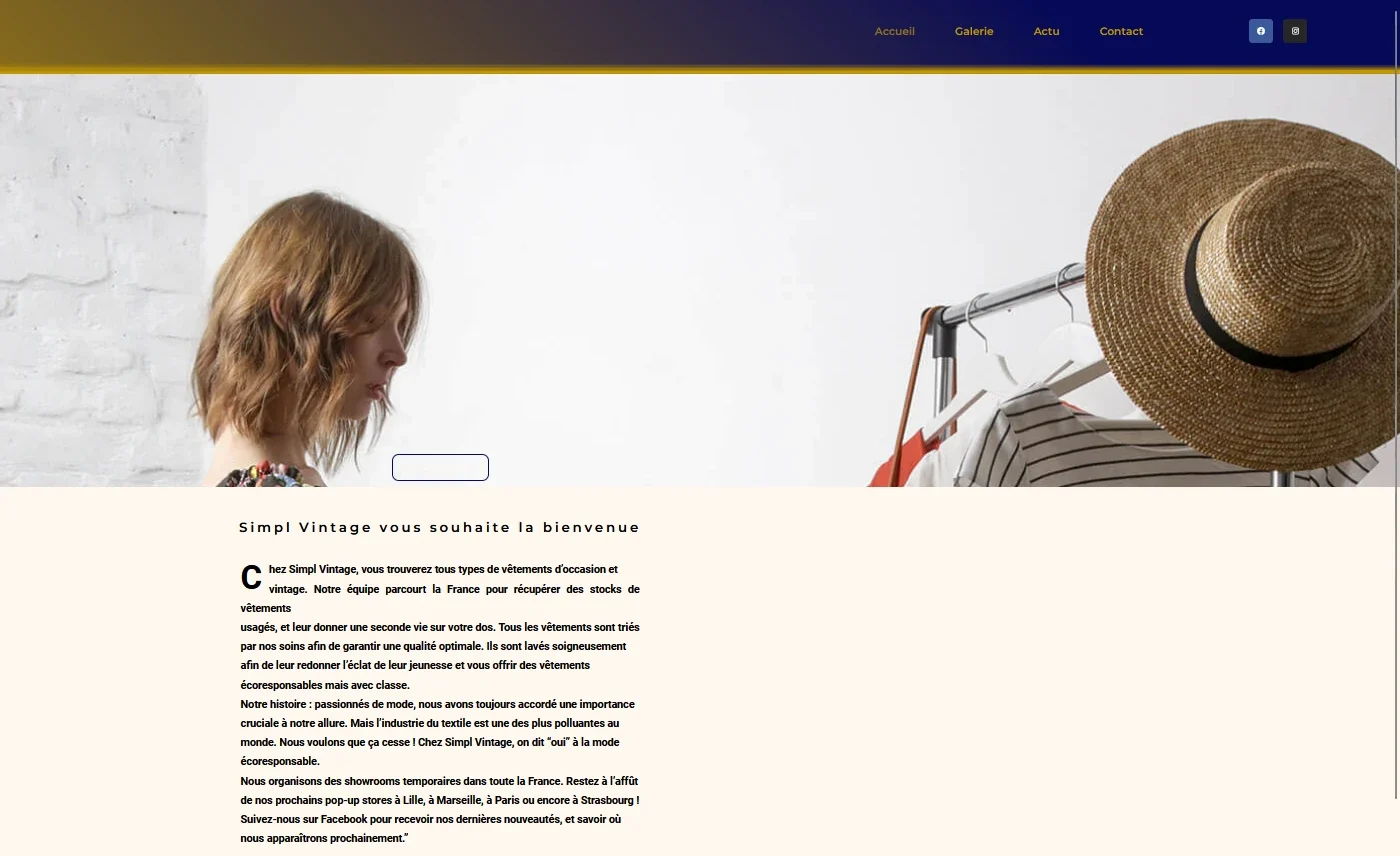 Accueil Galerie Actu Contact
Simpl Vintage vous souhaite la bienvenue
Chez Simpl Vintage, vous trouverez tous types de vêtements d’occasion et
vintage. Notre équipe parcourt la France pour récupérer des stocks de
vêtements
usagés, et leur donner une seconde vie sur votre dos. Tous les vêtements sont triés
par nos soins afin de garantir une qualité optimale. Ils sont lavés soigneusement
afin de leur redonner l’éclat de leur jeunesse et vous offrir des vêtements
écoresponsables mais avec classe.
Notre histoire : passionnés de mode, nous avons toujours accordé une importance
cruciale à notre allure. Mais l’industrie du textile est une des plus polluantes au
monde. Nous voulons que ça cesse ! Chez Simpl Vintage, on dit “oui” à la mode
écoresponsable.
Nous organisons des showrooms temporaires dans toute la France. Restez à l’affût
de nos prochains pop-up stores à Lille, à Marseille, à Paris ou encore à Strasbourg !
Suivez-nous sur Facebook pour recevoir nos dernières nouveautés, et savoir où
nous apparaîtrons prochainement.”